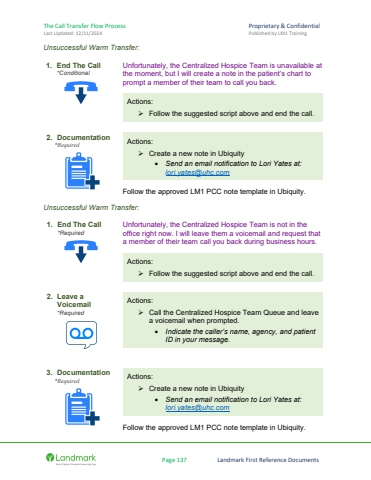 The Call Transfer Flow Process
Proprietary & Confidential
Last Updated: 12/11/2024
Published by LM1 Training
Unsuccessful Warm Transfer:
1. End The Call
*Conditional
Unfortunately, the Centralized Hospice Team is unavailable at
the moment, but I will create a note in the patient's chart to
prompt a member of their team to call you back.
Actions:
➢ Follow the suggested script above and end the call.
2. Documentation
*Required
Actions:
➢ Create a new note in Ubiquity
• Send an email notification to Lori Yates at:
lori.yates@uhc.com
Follow the approved LM1 PCC note template in Ubiquity.
Unsuccessful Warm Transfer:
1. End The Call
*Required
Unfortunately, the Centralized Hospice Team is not in the
office right now. I will leave them a voicemail and request that
a member of their team call you back during business hours.
Actions:
➢ Follow the suggested script above and end the call.
2. Leave a
Voicemail
*Required
Actions:
➢ Call the Centralized Hospice Team Queue and leave
a voicemail when prompted.
• Indicate the caller's name, agency, and patient
ID in your message.
3. Documentation
*Required
Actions:
➢ Create a new note in Ubiquity
• Send an email notification to Lori Yates at:
lori.yates@uhc.com
Follow the approved LM1 PCC note template in Ubiquity.
Landmark
Page 137
Landmark First Reference Documents